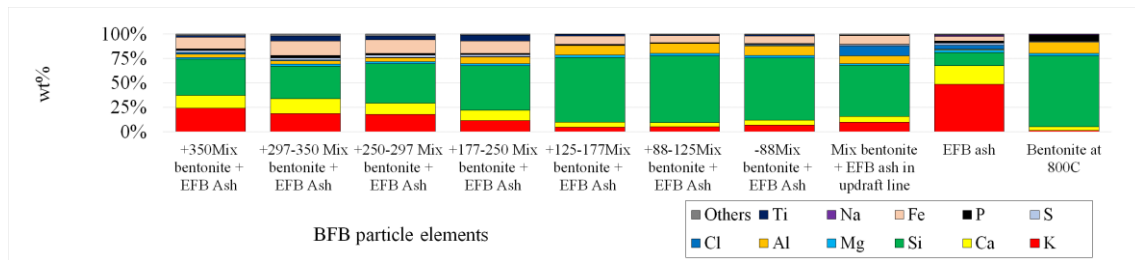 100%
75%
50%
25%
0%
wt%
+350Mix bentonite + EFB Ash
+297-350 Mix bentonite + EFB Ash
+250-297 Mix bentonite + EFB Ash
+177-250 Mix bentonite + EFB Ash
+125-177Mix bentonite + EFB Ash
+88-125Mix bentonite + EFB Ash
-88Mix bentonite + EFB Ash
Mix bentonite + EFB ash in updraft line
EFB ash
Bentonite at 800C
BFB particle elements
Others Ti Na Fe P S
Cl Al Mg Si Ca K